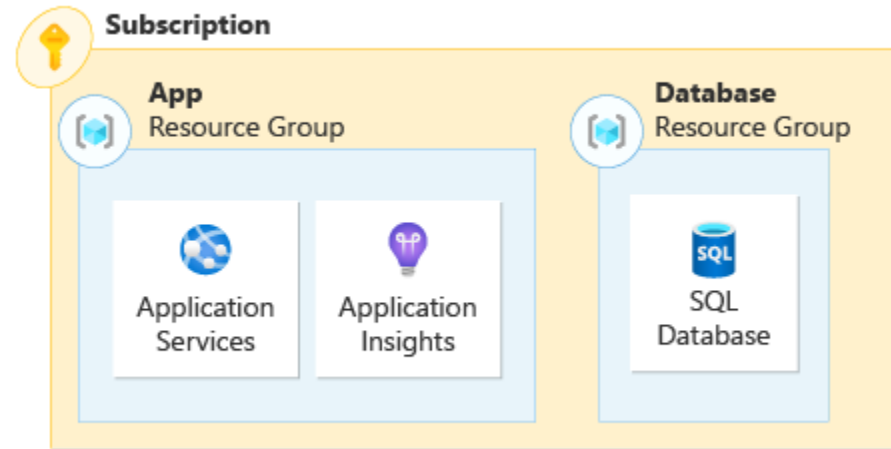 Subscription
App
Resource Group
Database
Resource Group
Application
Services
Application
Insights
SQL
SQL
Database